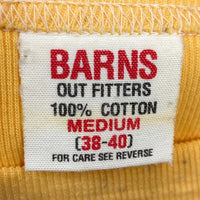 BARNS
OUT FITTERS
100% COTTON
MEDIUM
(38-40)
FOR CARE SEE REVERSE